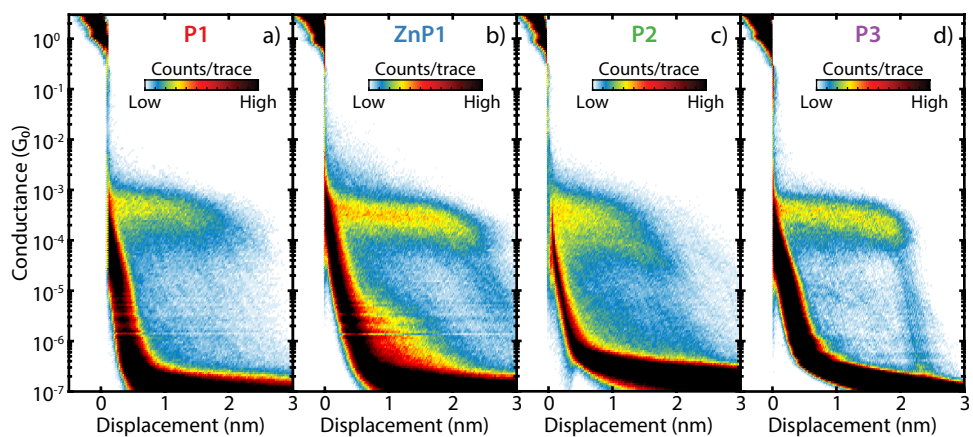 P1 a) ZnP1 b) P2 c) P3 d)
Counts/trace Counts/trace Counts/trace Counts/trace
Low High Low High Low High Low High
Conductance (G₀)
10⁰
10⁻¹
10⁻²
10⁻³
10⁻⁴
10⁻⁵
10⁻⁶
10⁻⁷
0 1 2 3 0 1 2 3 0 1 2 3 0 1 2 3
Displacement (nm) Displacement (nm) Displacement (nm) Displacement (nm)